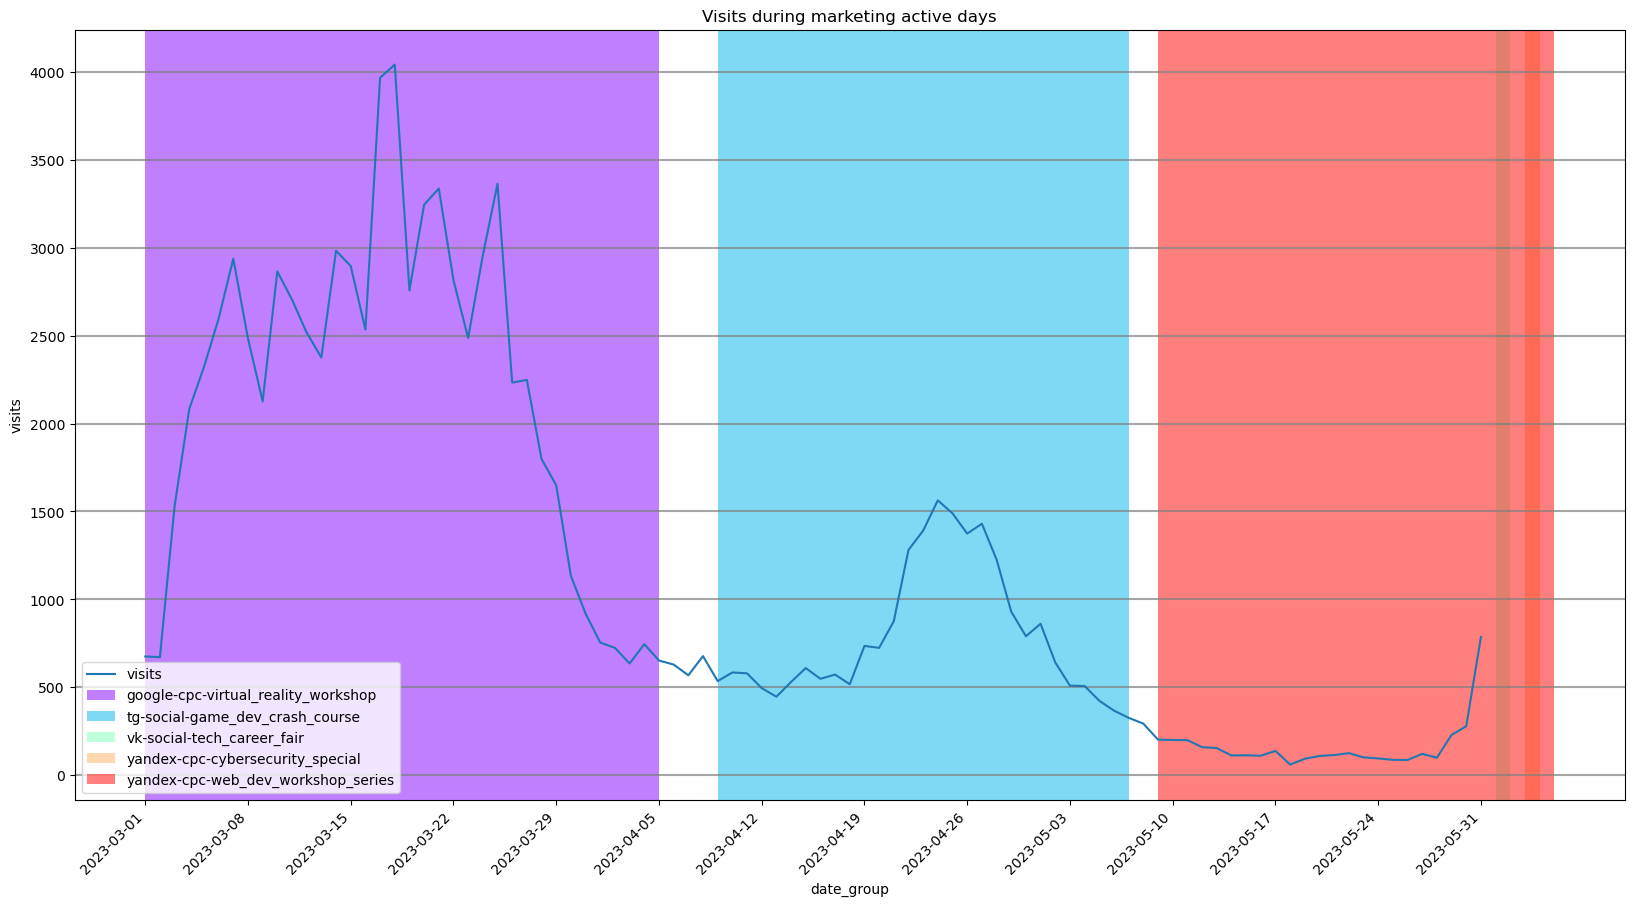 Visits during marketing active days
4000
3500
3000
2500
2000
1500
1000
500
0
visits
visits
google-cpc-virtual_reality_workshop
tg-social-game_dev_crash_course
vk-social-tech_career_fair
yandex-cpc-cybersecurity_special
yandex-cpc-web_dev_workshop_series
2023-03-01
2023-03-08
2023-03-15
2023-03-22
2023-03-29
2023-04-05
2023-04-12
2023-04-19
2023-04-26
2023-05-03
2023-05-10
2023-05-17
2023-05-24
2023-05-31
date_group